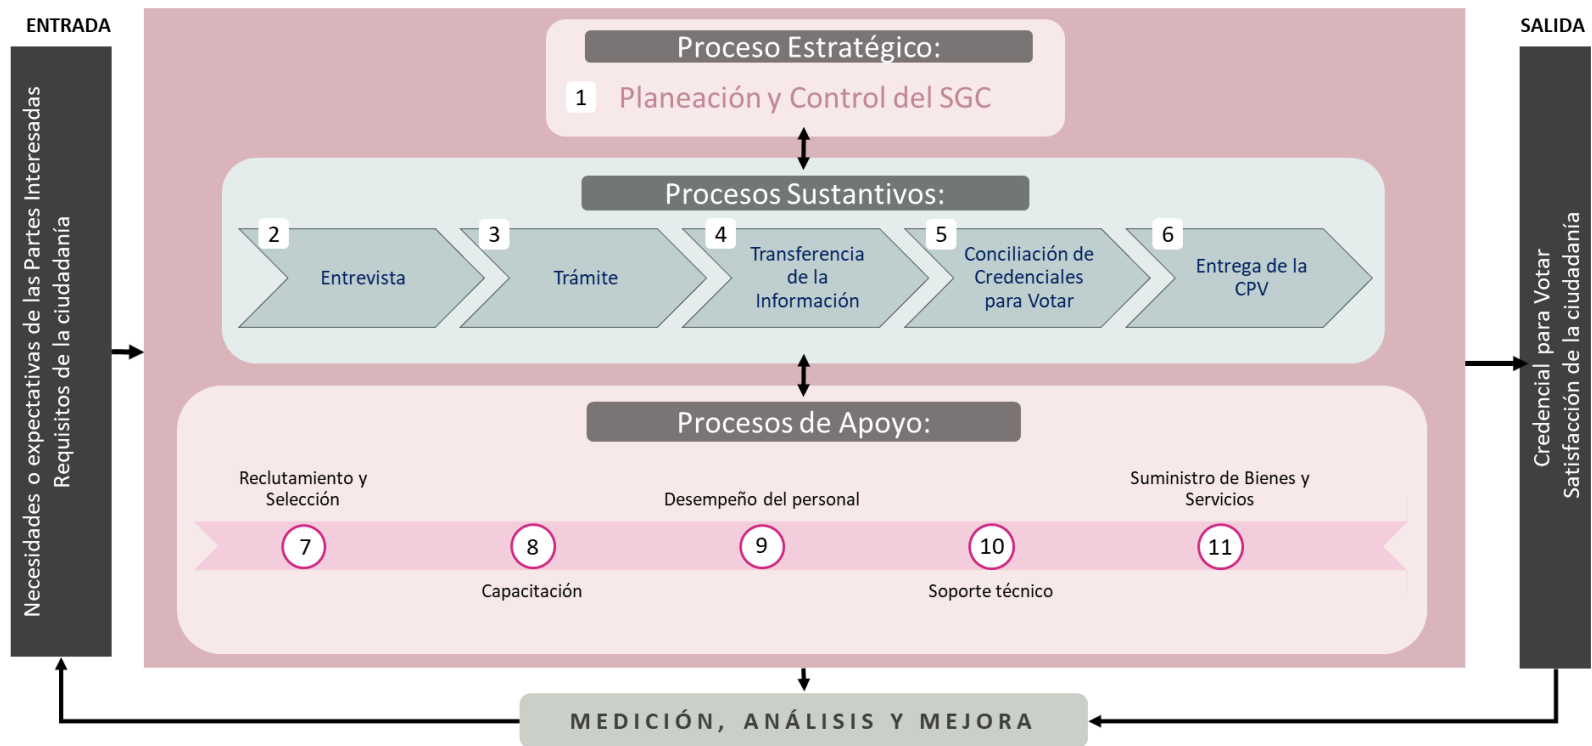 ENTRADA
SALIDA
Necesidades o expectativas de las Partes Interesadas
Requisitos de la ciudadanía
Proceso Estratégico:
1 Planeación y Control del SGC
Procesos Sustantivos:
2
Entrevista
3
Trámite
4
Transferencia
de la
Información
5
Conciliación de
Credenciales
para Votar
6
Entrega de la
CPV
Procesos de Apoyo:
Reclutamiento y
Selección
7
8
Capacitación
Desempeño del personal
9
10
Soporte técnico
Suministro de Bienes y
Servicios
11
Credencial para Votar
Satisfacción de la ciudadanía
MEDICIÓN, ANÁLISIS Y MEJORA